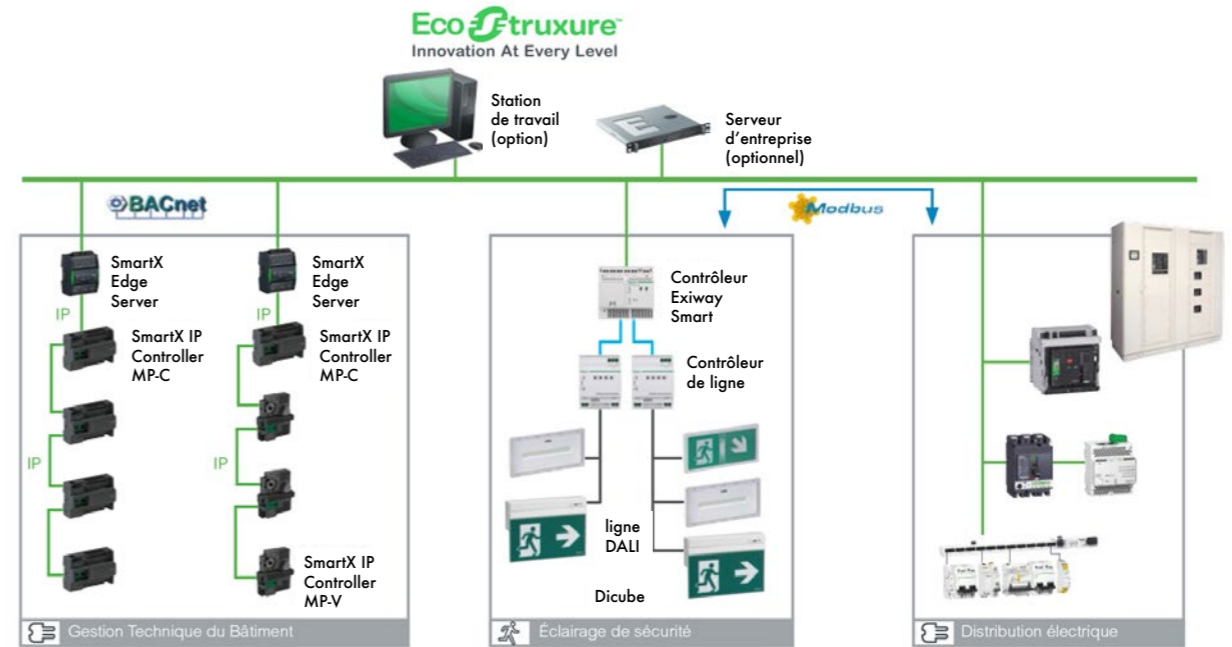 EcoStruxure™
Innovation At Every Level
Station
de travail
(option)
Serveur
d'entreprise
(optionnel)
BACnet
Modbus
SmartX
Edge
Server
IP
SmartX IP
Controller
MP-C
IP
SmartX
Edge
Server
IP
SmartX IP
Controller
MP-C
IP
SmartX IP
Controller
MP-V
Gestion Technique du Bâtiment
Contrôleur
Exiway
Smart
Contrôleur
de ligne
ligne
DALI
Dicube
Éclairage de sécurité
Distribution électrique